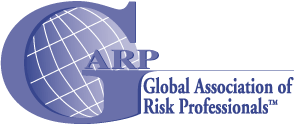 GARP
Global Association of
Risk Professionals™